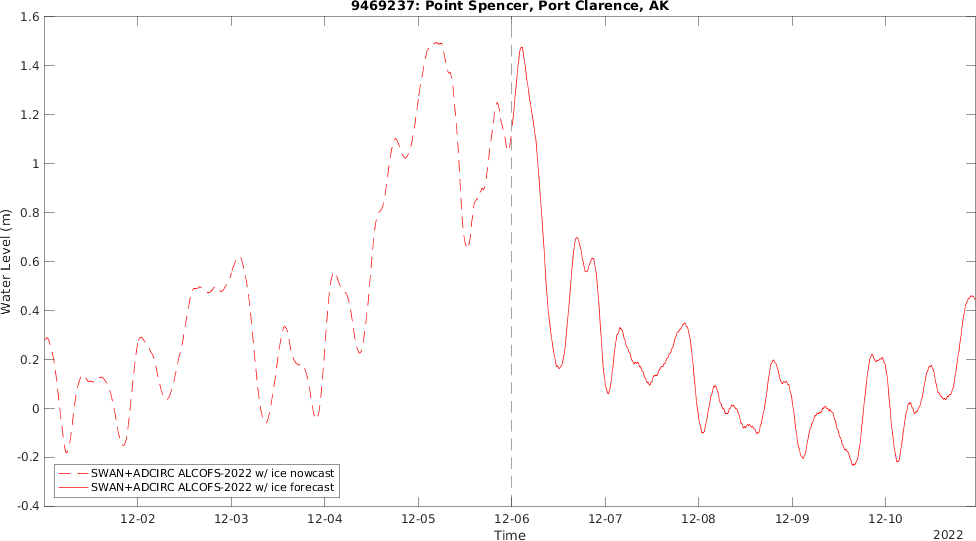 9469237: Point Spencer, Port Clarence, AK
1.6
1.4
1.2
1
0.8
0.6
0.4
0.2
0
-0.2
-0.4
Water Level (m)
SWAN+ADCIRC ALCOFS-2022 w/ ice nowcast
SWAN+ADCIRC ALCOFS-2022 w/ ice forecast
12-02 12-03 12-04 12-05 12-06 12-07 12-08 12-09 12-10
Time
2022